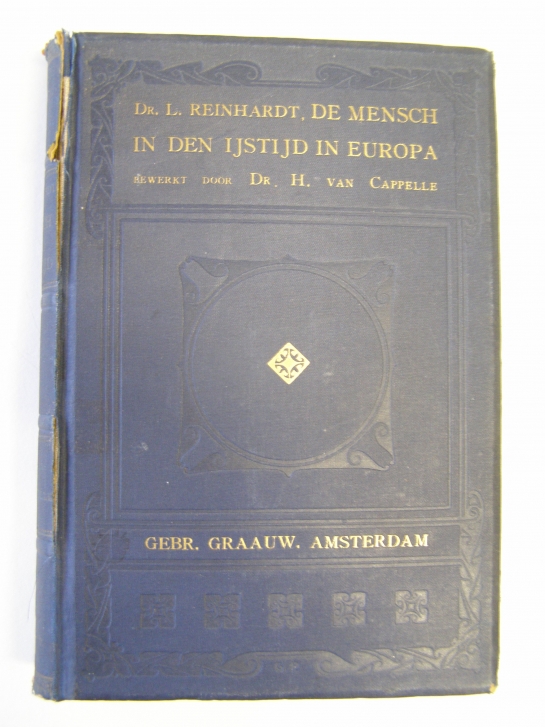 Dr. L. Reinhardt, De Mensch
in den IJstijd in Europa
bewerkt door Dr. H. van Cappelle
GEBR. GRAAUW. AMSTERDAM